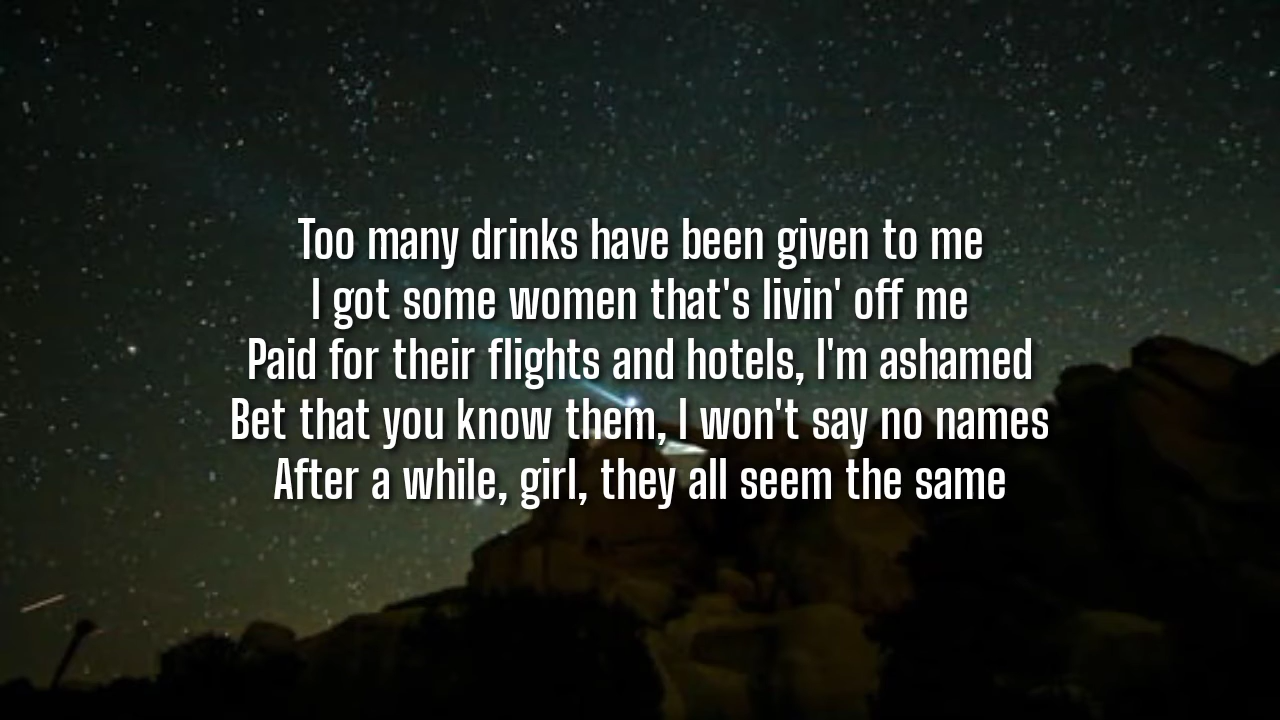 Too many drinks have been given to me
I got some women that's livin' off me
Paid for their flights and hotels, I'm ashamed
Bet that you know them, I won't say no names
After a while, girl, they all seem the same